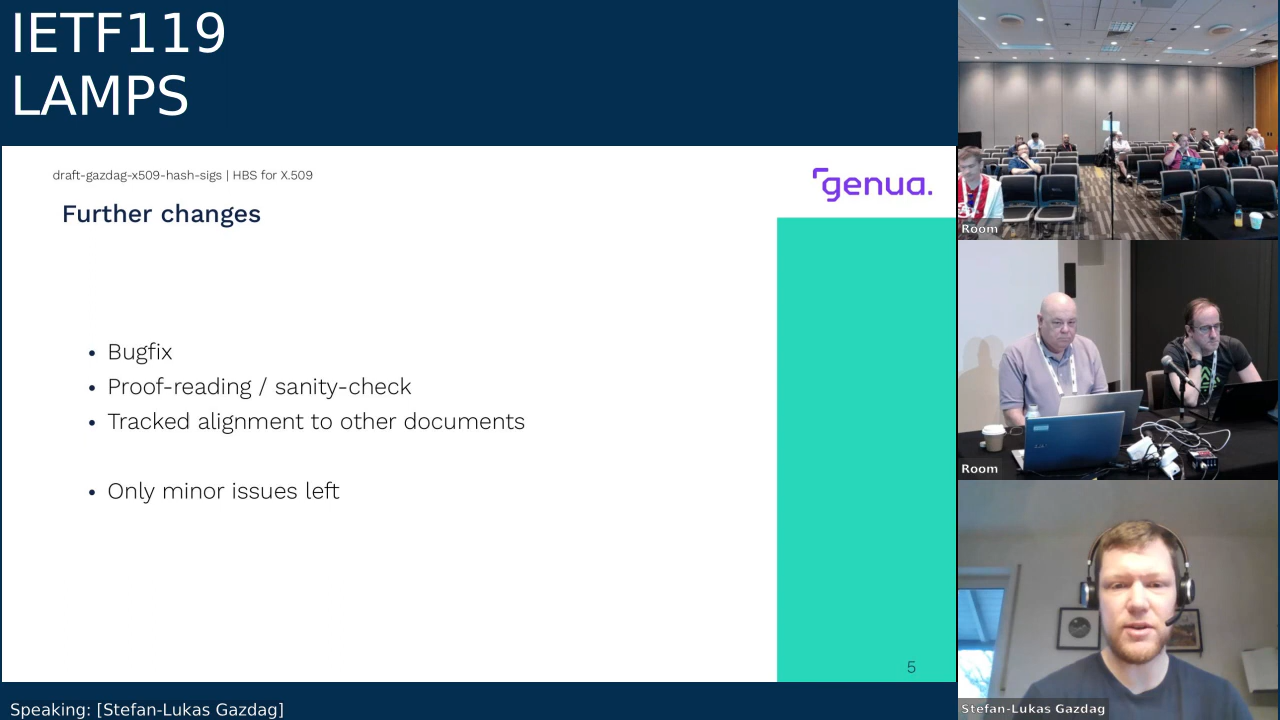 IETF119
LAMPS
draft-gazdag-x509-hash-sigs | HBS for X.509
genua.
Further changes
• Bugfix
• Proof-reading / sanity-check
• Tracked alignment to other documents
• Only minor issues left
5
Speaking: [Stefan-Lukas Gazdag]
Room
Room
Stefan-Lukas Gazdag